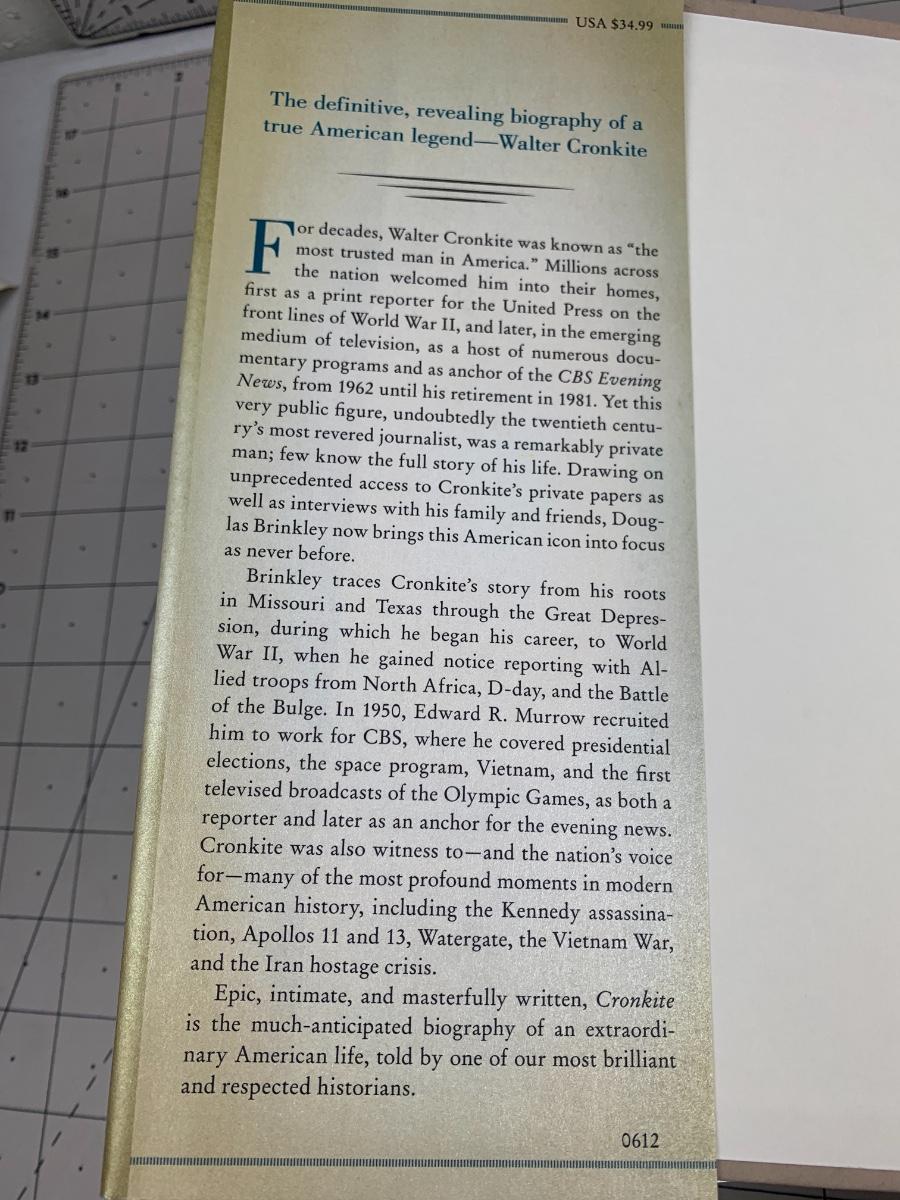 USA $34.99
The definitive, revealing biography of a
true American legend—Walter Cronkite
For decades, Walter Cronkite was known as “the
most trusted man in America.” Millions across
the nation welcomed him into their homes,
first as a print reporter for the United Press on the
front lines of World War II, and later, in the emerging
medium of television, as a host of numerous docu-
mentary programs and as anchor of the CBS Evening
News, from 1962 until his retirement in 1981. Yet this
very public figure, undoubtedly the twentieth centu-
ry’s most revered journalist, was a remarkably private
man; few know the full story of his life. Drawing on
unprecedented access to Cronkite’s private papers as
well as interviews with his family and friends, Doug-
las Brinkley now brings this American icon into focus
as never before.
Brinkley traces Cronkite’s story from his roots
in Missouri and Texas through the Great Depres-
sion, during which he began his career, to World
War II, when he gained notice reporting with Al-
lied troops from North Africa, D-day, and the Battle
of the Bulge. In 1950, Edward R. Murrow recruited
him to work for CBS, where he covered presidential
elections, the space program, Vietnam, and the first
televised broadcasts of the Olympic Games, as both a
reporter and later as an anchor for the evening news.
Cronkite was also witness to—and the nation’s voice
for—many of the most profound moments in modern
American history, including the Kennedy assassina-
tion, Apollos 11 and 13, Watergate, the Vietnam War,
and the Iran hostage crisis.
Epic, intimate, and masterfully written, Cronkite
is the much-anticipated biography of an extraordi-
nary American life, told by one of our most brilliant
and respected historians.
0612
1
2
17
16
15
14
13
12
11